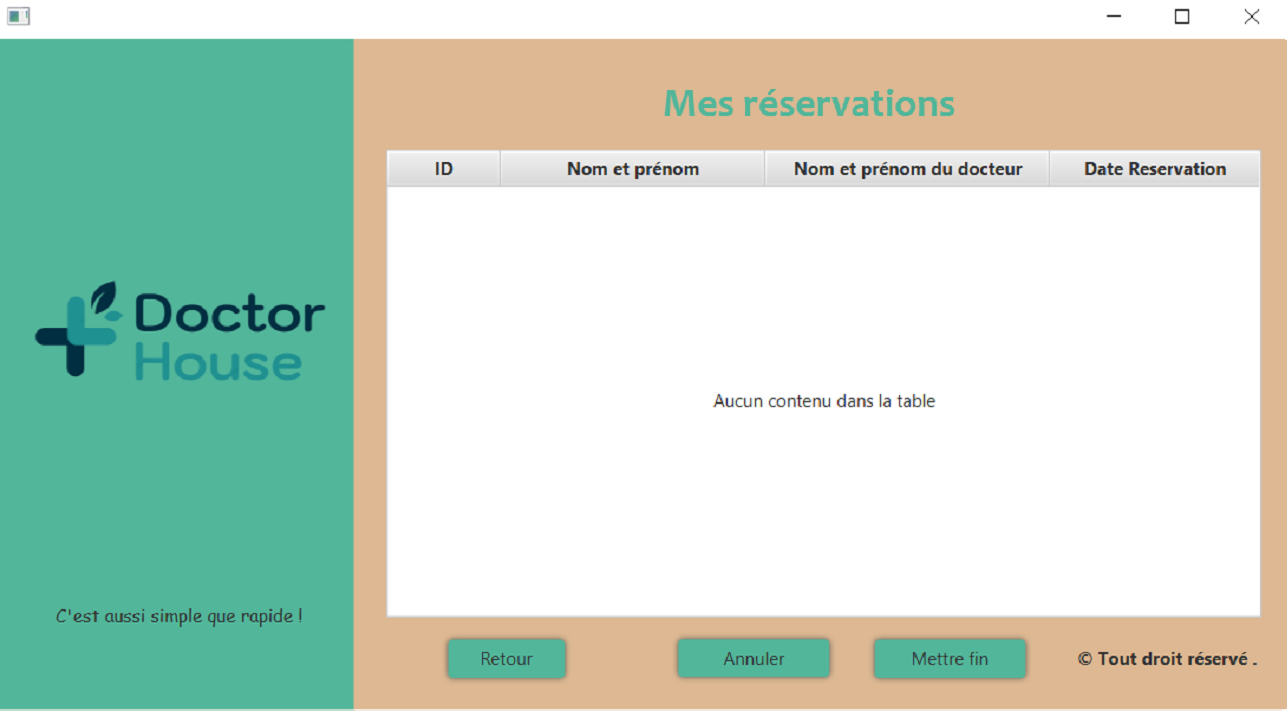 Mes réservations
ID Nom et prénom Nom et prénom du docteur Date Reservation
Doctor
House
Aucun contenu dans la table
C'est aussi simple que rapide !
Retour Annuler Mettre fin © Tout droit réservé .